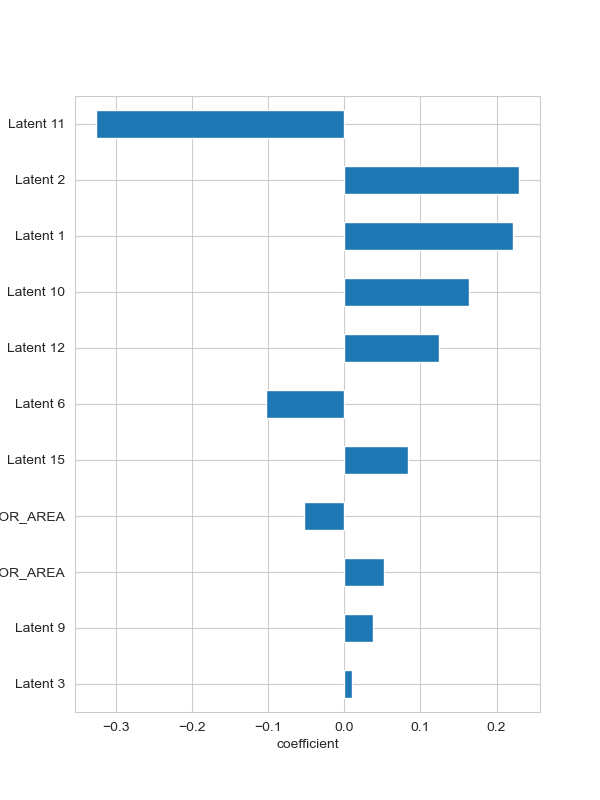 Latent 11
Latent 2
Latent 1
Latent 10
Latent 12
Latent 6
Latent 15
OR_AREA
OR_AREA
Latent 9
Latent 3
−0.3 −0.2 −0.1 0.0 0.1 0.2
coefficient